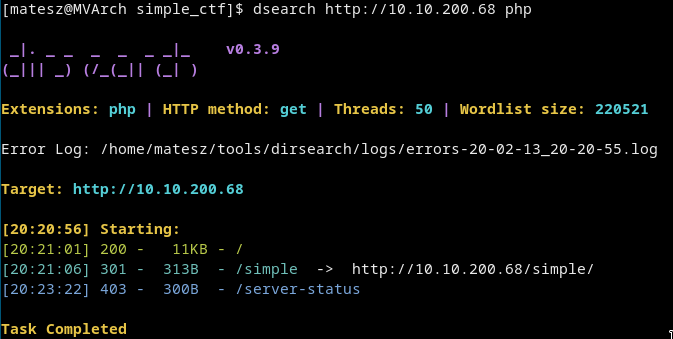 [matesz@MVArch simple_ctf]$ dsearch http://10.10.200.68 php
 _|. _ _  _  _  _ _|_    v0.3.9
(_||| _) (/_(_|| (_| )
Extensions: php | HTTP method: get | Threads: 50 | Wordlist size: 220521
Error Log: /home/matesz/tools/dirsearch/logs/errors-20-02-13_20-20-55.log
Target: http://10.10.200.68
[20:20:56] Starting:
[20:21:01] 200 -   11KB - /
[20:21:06] 301 -  313B  - /simple  ->  http://10.10.200.68/simple/
[20:23:22] 403 -  300B  - /server-status
Task Completed